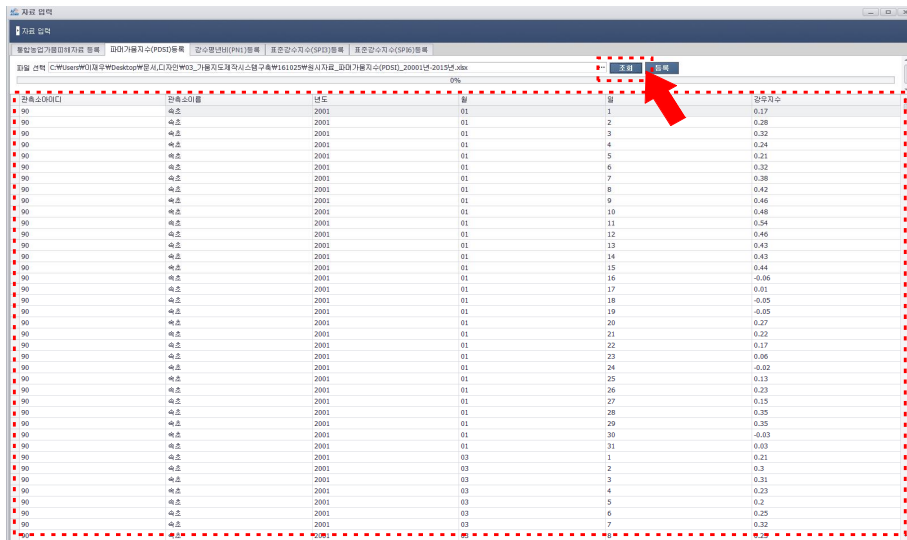 자료 입력
자료 입력
통합농업가뭄피해자료 등록 파머가뭄지수(PDSI)등록 강수평년비(PN1)등록 표준강수지수(SPI3)등록 표준강수지수(SPI6)등록
파일 선택 C:₩Users₩이재우₩Desktop₩문서,디자인₩03_가뭄지도제작시스템구축₩161025₩원시자료_파머가뭄지수(PDSI)_20001년-2015년.xlsx ... 조회 등록
0%
관측소아이디 관측소이름 년도 월 일 강우지수
90 속초 2001 01 1 0.17
90 속초 2001 01 2 0.28
90 속초 2001 01 3 0.32
90 속초 2001 01 4 0.24
90 속초 2001 01 5 0.21
90 속초 2001 01 6 0.32
90 속초 2001 01 7 0.38
90 속초 2001 01 8 0.42
90 속초 2001 01 9 0.46
90 속초 2001 01 10 0.48
90 속초 2001 01 11 0.54
90 속초 2001 01 12 0.46
90 속초 2001 01 13 0.43
90 속초 2001 01 14 0.43
90 속초 2001 01 15 0.44
90 속초 2001 01 16 -0.06
90 속초 2001 01 17 0.01
90 속초 2001 01 18 -0.05
90 속초 2001 01 19 -0.05
90 속초 2001 01 20 0.27
90 속초 2001 01 21 0.22
90 속초 2001 01 22 0.17
90 속초 2001 01 23 0.06
90 속초 2001 01 24 -0.02
90 속초 2001 01 25 0.13
90 속초 2001 01 26 0.23
90 속초 2001 01 27 0.15
90 속초 2001 01 28 0.35
90 속초 2001 01 29 0.35
90 속초 2001 01 30 -0.03
90 속초 2001 01 31 0.03
90 속초 2001 03 1 0.21
90 속초 2001 03 2 0.3
90 속초 2001 03 3 0.31
90 속초 2001 03 4 0.23
90 속초 2001 03 5 0.2
90 속초 2001 03 6 0.25
90 속초 2001 03 7 0.32
90 속초 2001 03 8